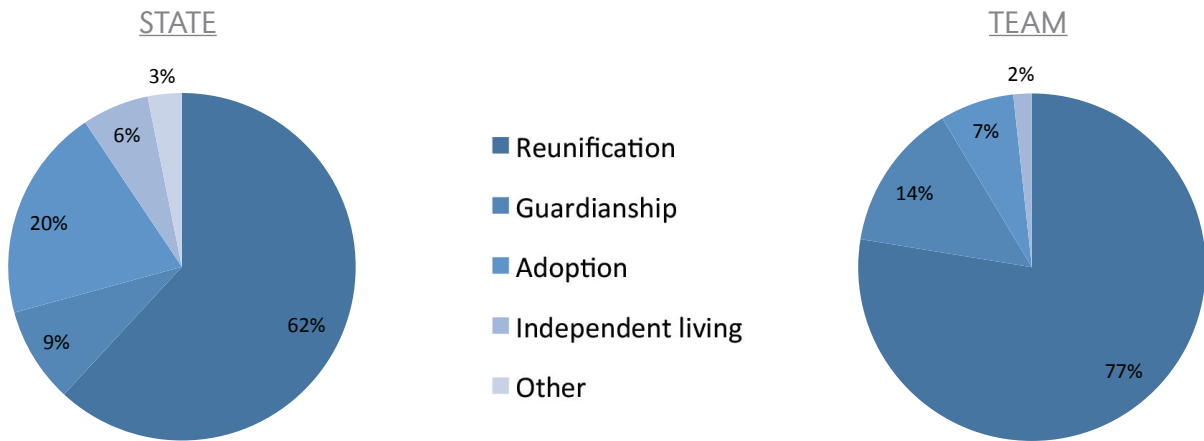 STATE
3%
6%
20%
9%
62%
Reunification
Guardianship
Adoption
Independent living
Other
TEAM
2%
7%
14%
77%